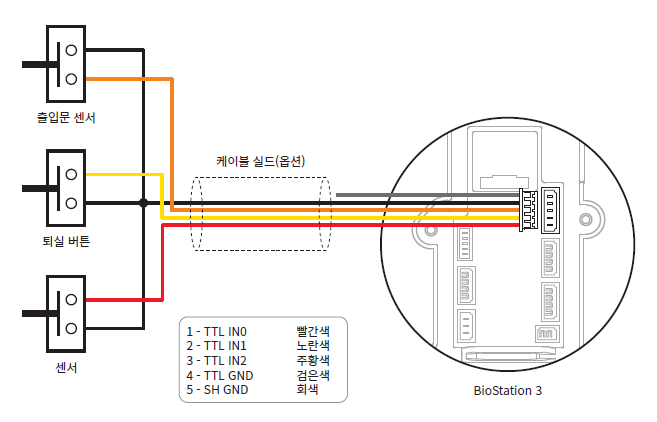 출입문 센서
케이블 실드(옵션)
퇴실 버튼
센서
1 - TTL IN0 빨간색
2 - TTL IN1 노란색
3 - TTL IN2 주황색
4 - TTL GND 검은색
5 - SH GND 회색
BioStation 3